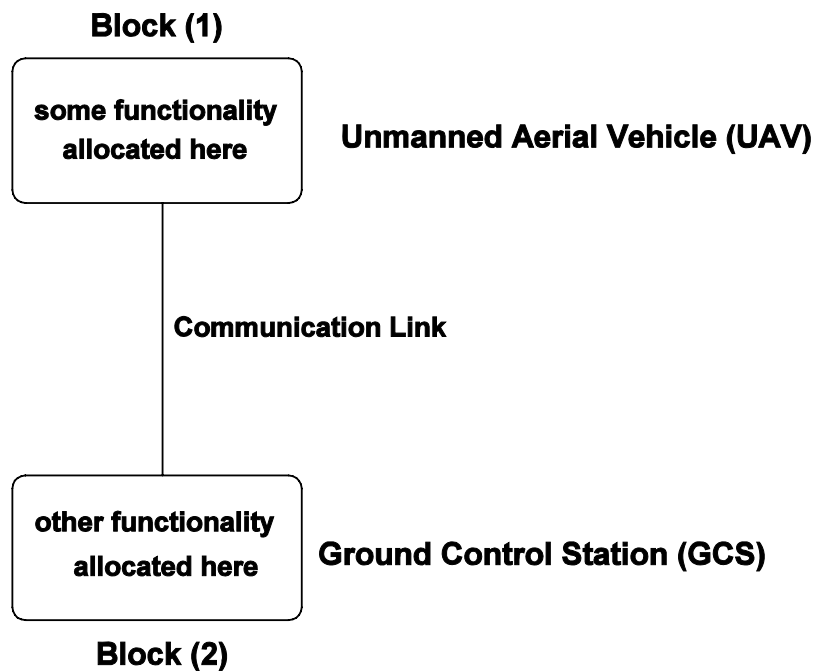 Block (1)
some functionality
allocated here
Unmanned Aerial Vehicle (UAV)
Communication Link
other functionality
allocated here
Ground Control Station (GCS)
Block (2)